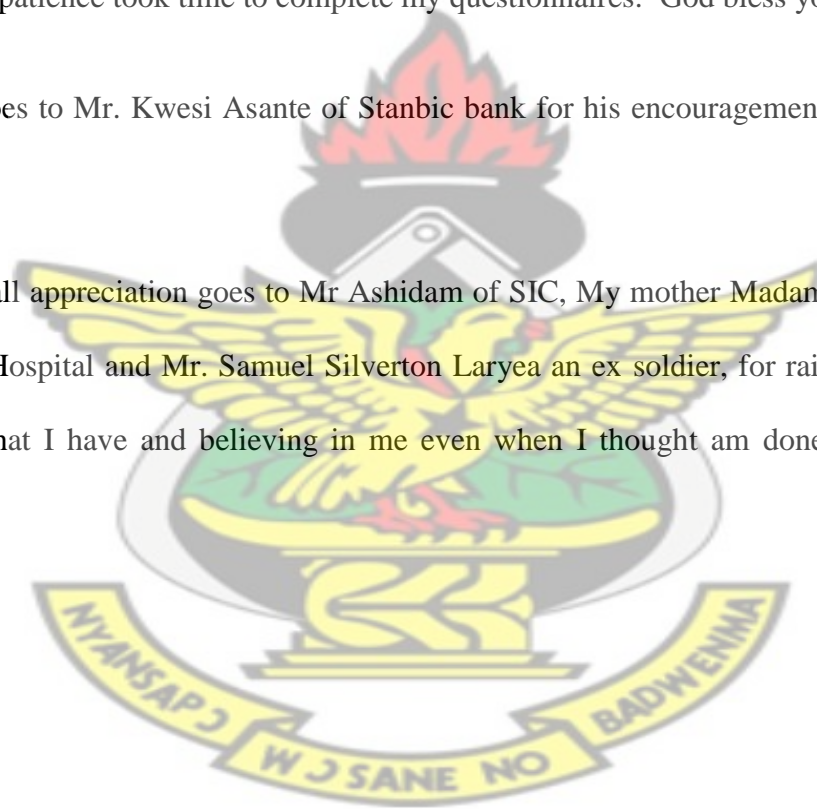 patience took time to complete my questionnaires. God bless yo
es to Mr. Kwesi Asante of Stanbic bank for his encouragemen
ll appreciation goes to Mr Ashidam of SIC, My mother Madam
Hospital and Mr. Samuel Silverton Laryea an ex soldier, for rai
hat I have and believing in me even when I thought am done
NYANSAPƆ WƆSANE NO BADWENMA